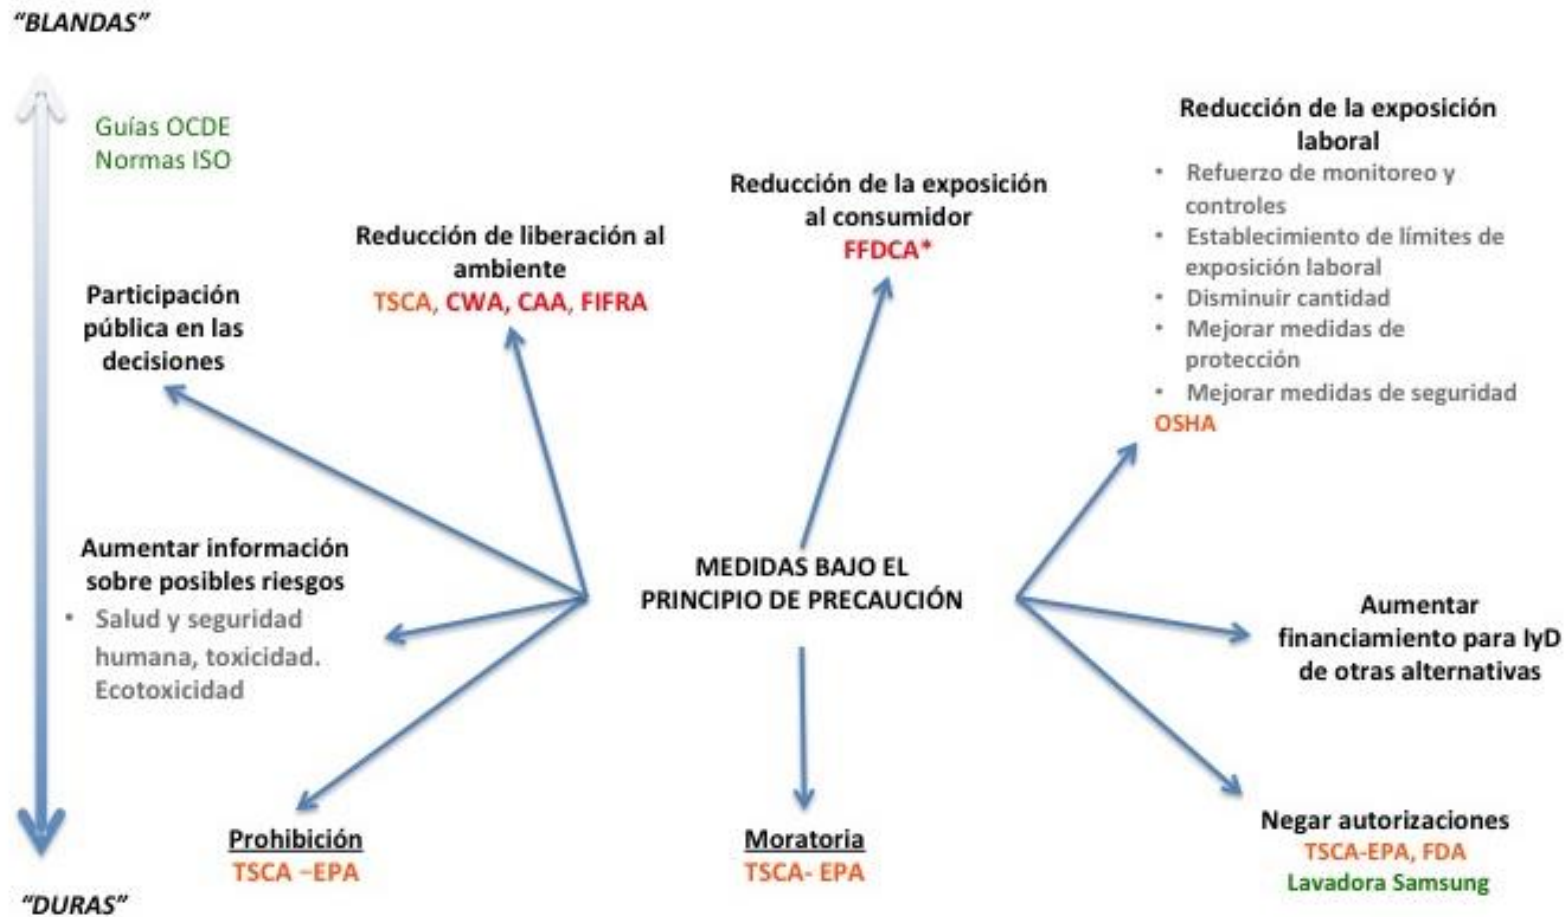 "BLANDAS"
Guías OCDE
Normas ISO
Participación
pública en las
decisiones
Reducción de liberación al
ambiente
TSCA, CWA, CAA, FIFRA
Reducción de la exposición
al consumidor
FFDCA*
Reducción de la exposición
laboral
• Refuerzo de monitoreo y
controles
• Establecimiento de límites de
exposición laboral
• Disminuir cantidad
• Mejorar medidas de
protección
• Mejorar medidas de seguridad
OSHA
Aumentar información
sobre posibles riesgos
• Salud y seguridad
humana, toxicidad.
Ecotoxicidad
MEDIDAS BAJO EL
PRINCIPIO DE PRECAUCIÓN
Aumentar
financiamiento para IyD
de otras alternativas
Prohibición
TSCA –EPA
Moratoria
TSCA- EPA
Negar autorizaciones
TSCA-EPA, FDA
Lavadora Samsung
"DURAS"